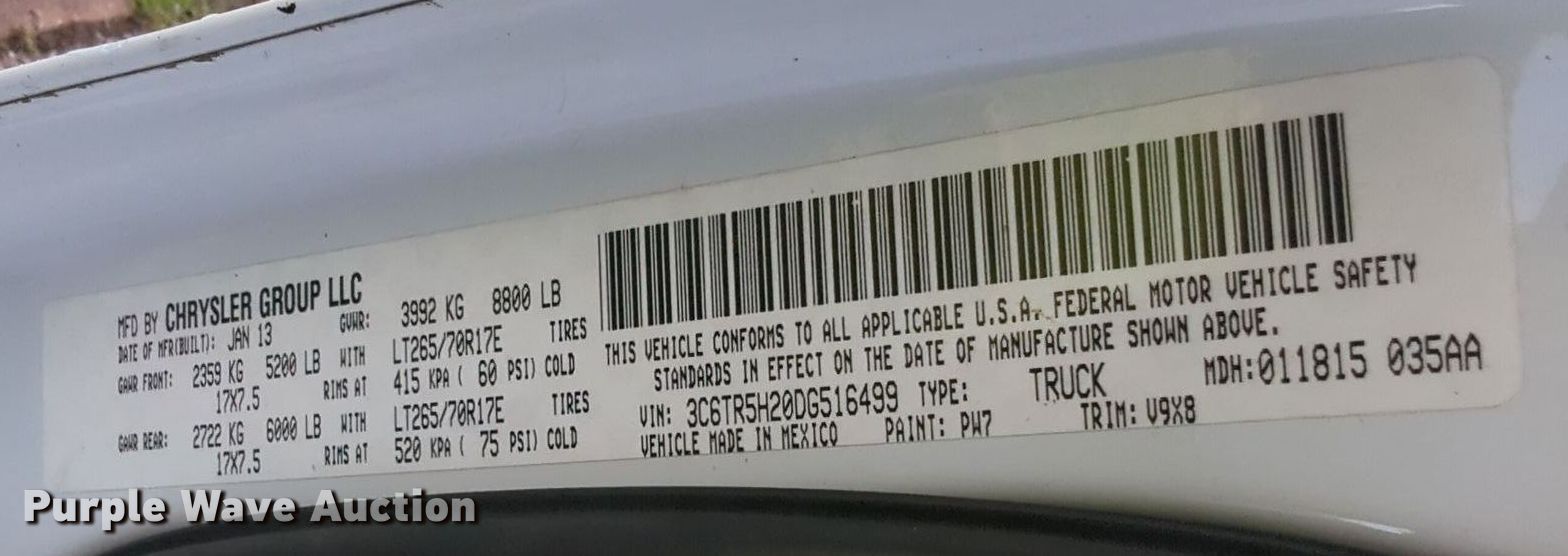 MFD BY CHRYSLER GROUP LLC
DATE OF MFR(BUILT): JAN 13 GVWR: 3992 KG 8800 LB
GAWR FRONT: 2359 KG 5200 LB WITH LT265/70R17E TIRES
17X7.5 RIMS AT 415 KPA ( 60 PSI) COLD
GAWR REAR: 2722 KG 6000 LB WITH LT265/70R17E TIRES
17X7.5 RIMS AT 520 KPA ( 75 PSI) COLD
THIS VEHICLE CONFORMS TO ALL APPLICABLE U.S.A. FEDERAL MOTOR VEHICLE SAFETY
STANDARDS IN EFFECT ON THE DATE OF MANUFACTURE SHOWN ABOVE.
VIN: 3C6TR5H20DG516499 TYPE: TRUCK MDH:011815 035AA
VEHICLE MADE IN MEXICO PAINT: PW7 TRIM: V9X8
Purple Wave Auction